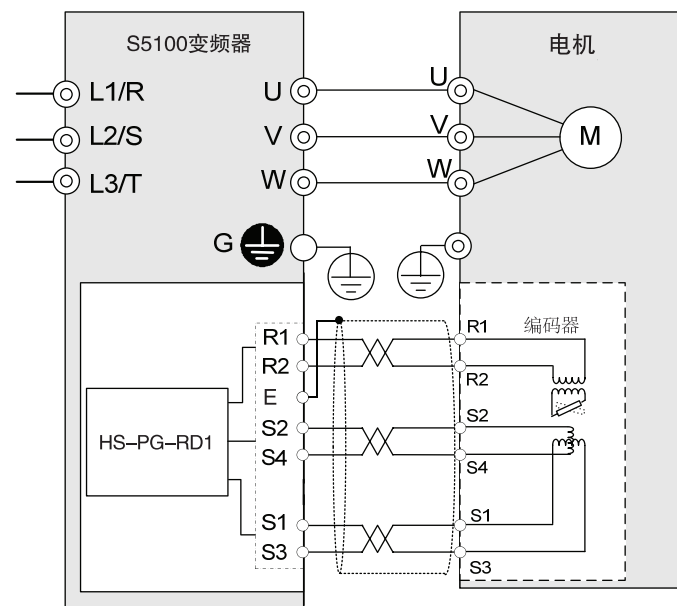 S5100变频器
电机
L1/R
U
U
L2/S
V
V
M
L3/T
W
W
G
R1
R1
编码器
R2
R2
E
HS-PG-RD1
S2
S2
S4
S4
S1
S1
S3
S3